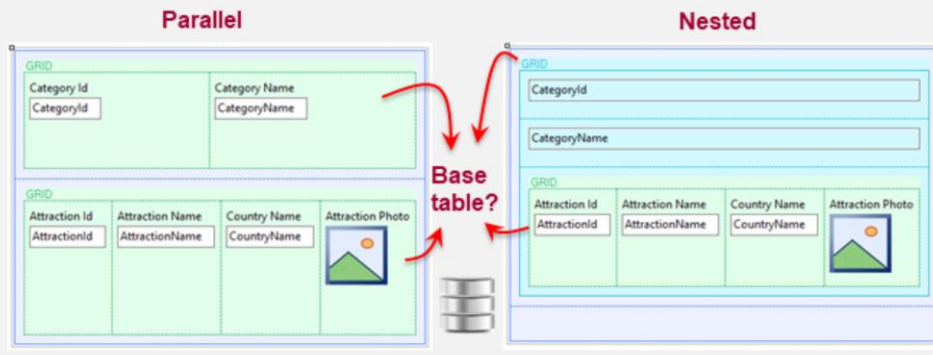 Parallel
Nested
GRID
Category Id
Category Name
CategoryId
CategoryName
GRID
Attraction Id
Attraction Name
Country Name
Attraction Photo
AttractionId
AttractionName
CountryName
Base
table?
GRID
CategoryId
CategoryName
GRID
Attraction Id
Attraction Name
Country Name
Attraction Photo
AttractionId
AttractionName
CountryName